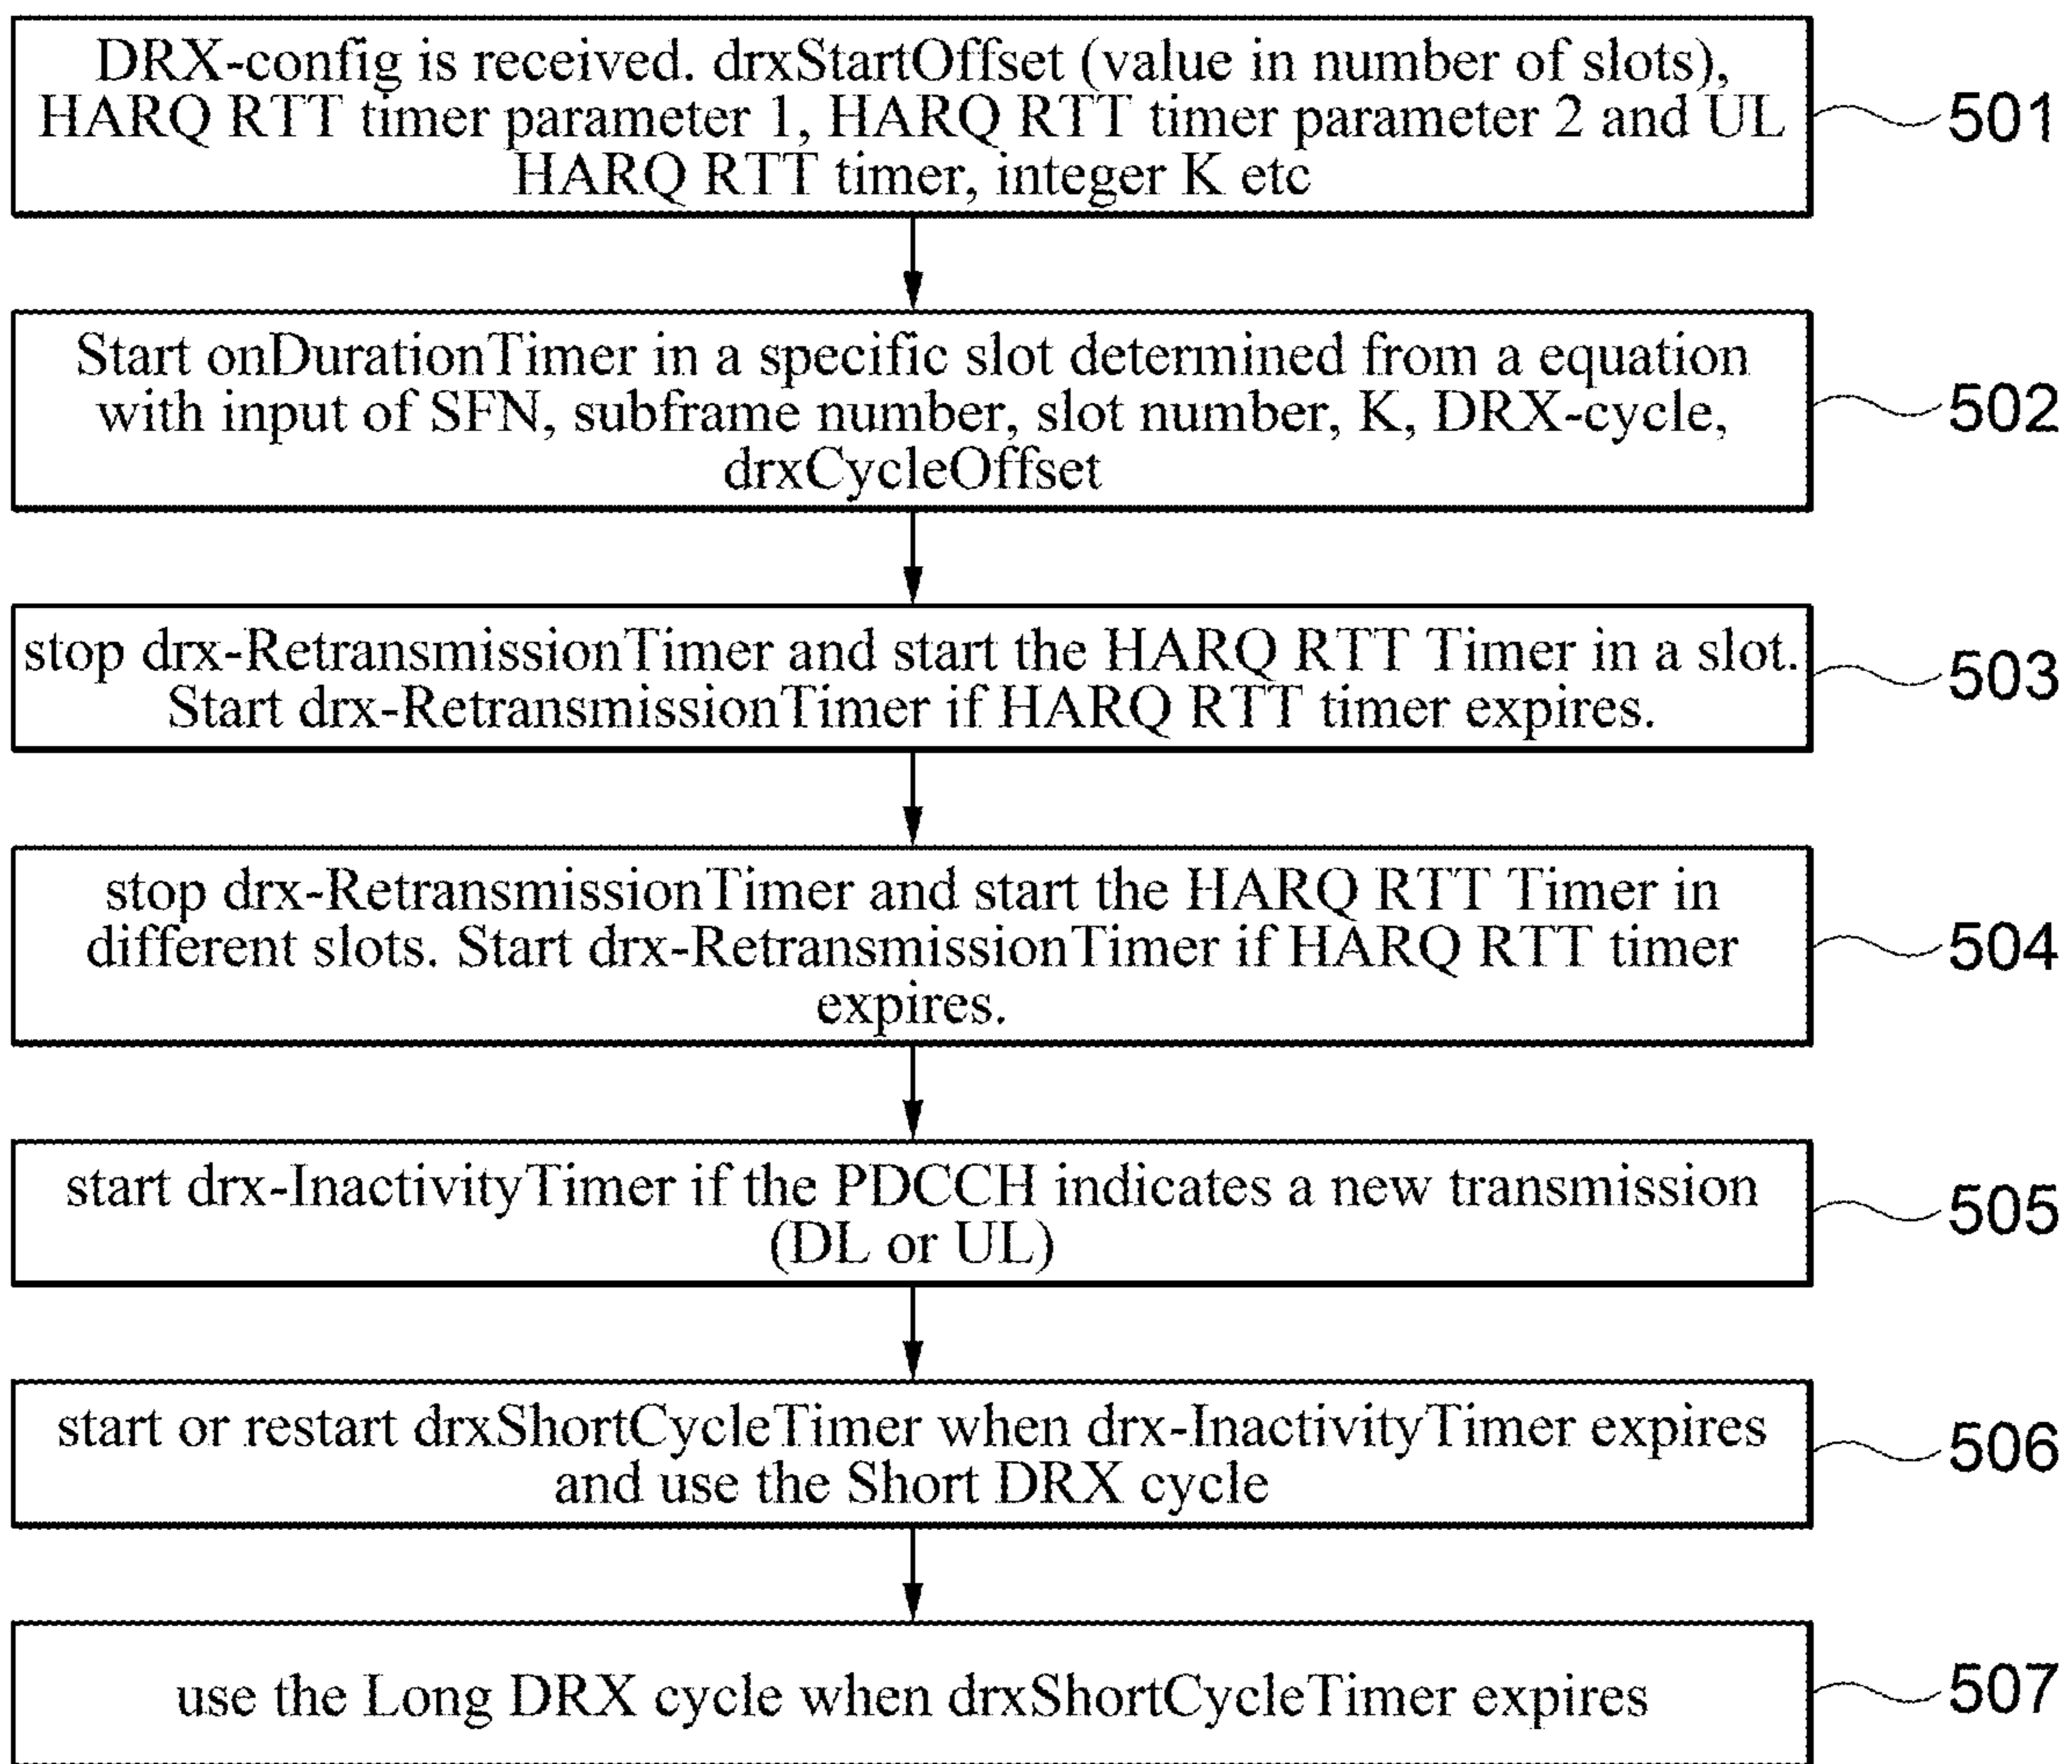 DRX-config is received. drxStartOffset (value in number of slots),
HARQ RTT timer parameter 1, HARQ RTT timer parameter 2 and UL
HARQ RTT timer, integer K etc
501
Start onDurationTimer in a specific slot determined from a equation
with input of SFN, subframe number, slot number, K, DRX-cycle,
drxCycleOffset
502
stop drx-RetransmissionTimer and start the HARQ RTT Timer in a slot.
Start drx-RetransmissionTimer if HARQ RTT timer expires.
503
stop drx-RetransmissionTimer and start the HARQ RTT Timer in
different slots. Start drx-RetransmissionTimer if HARQ RTT timer
expires.
504
start drx-InactivityTimer if the PDCCH indicates a new transmission
(DL or UL)
505
start or restart drxShortCycleTimer when drx-InactivityTimer expires
and use the Short DRX cycle
506
use the Long DRX cycle when drxShortCycleTimer expires
507